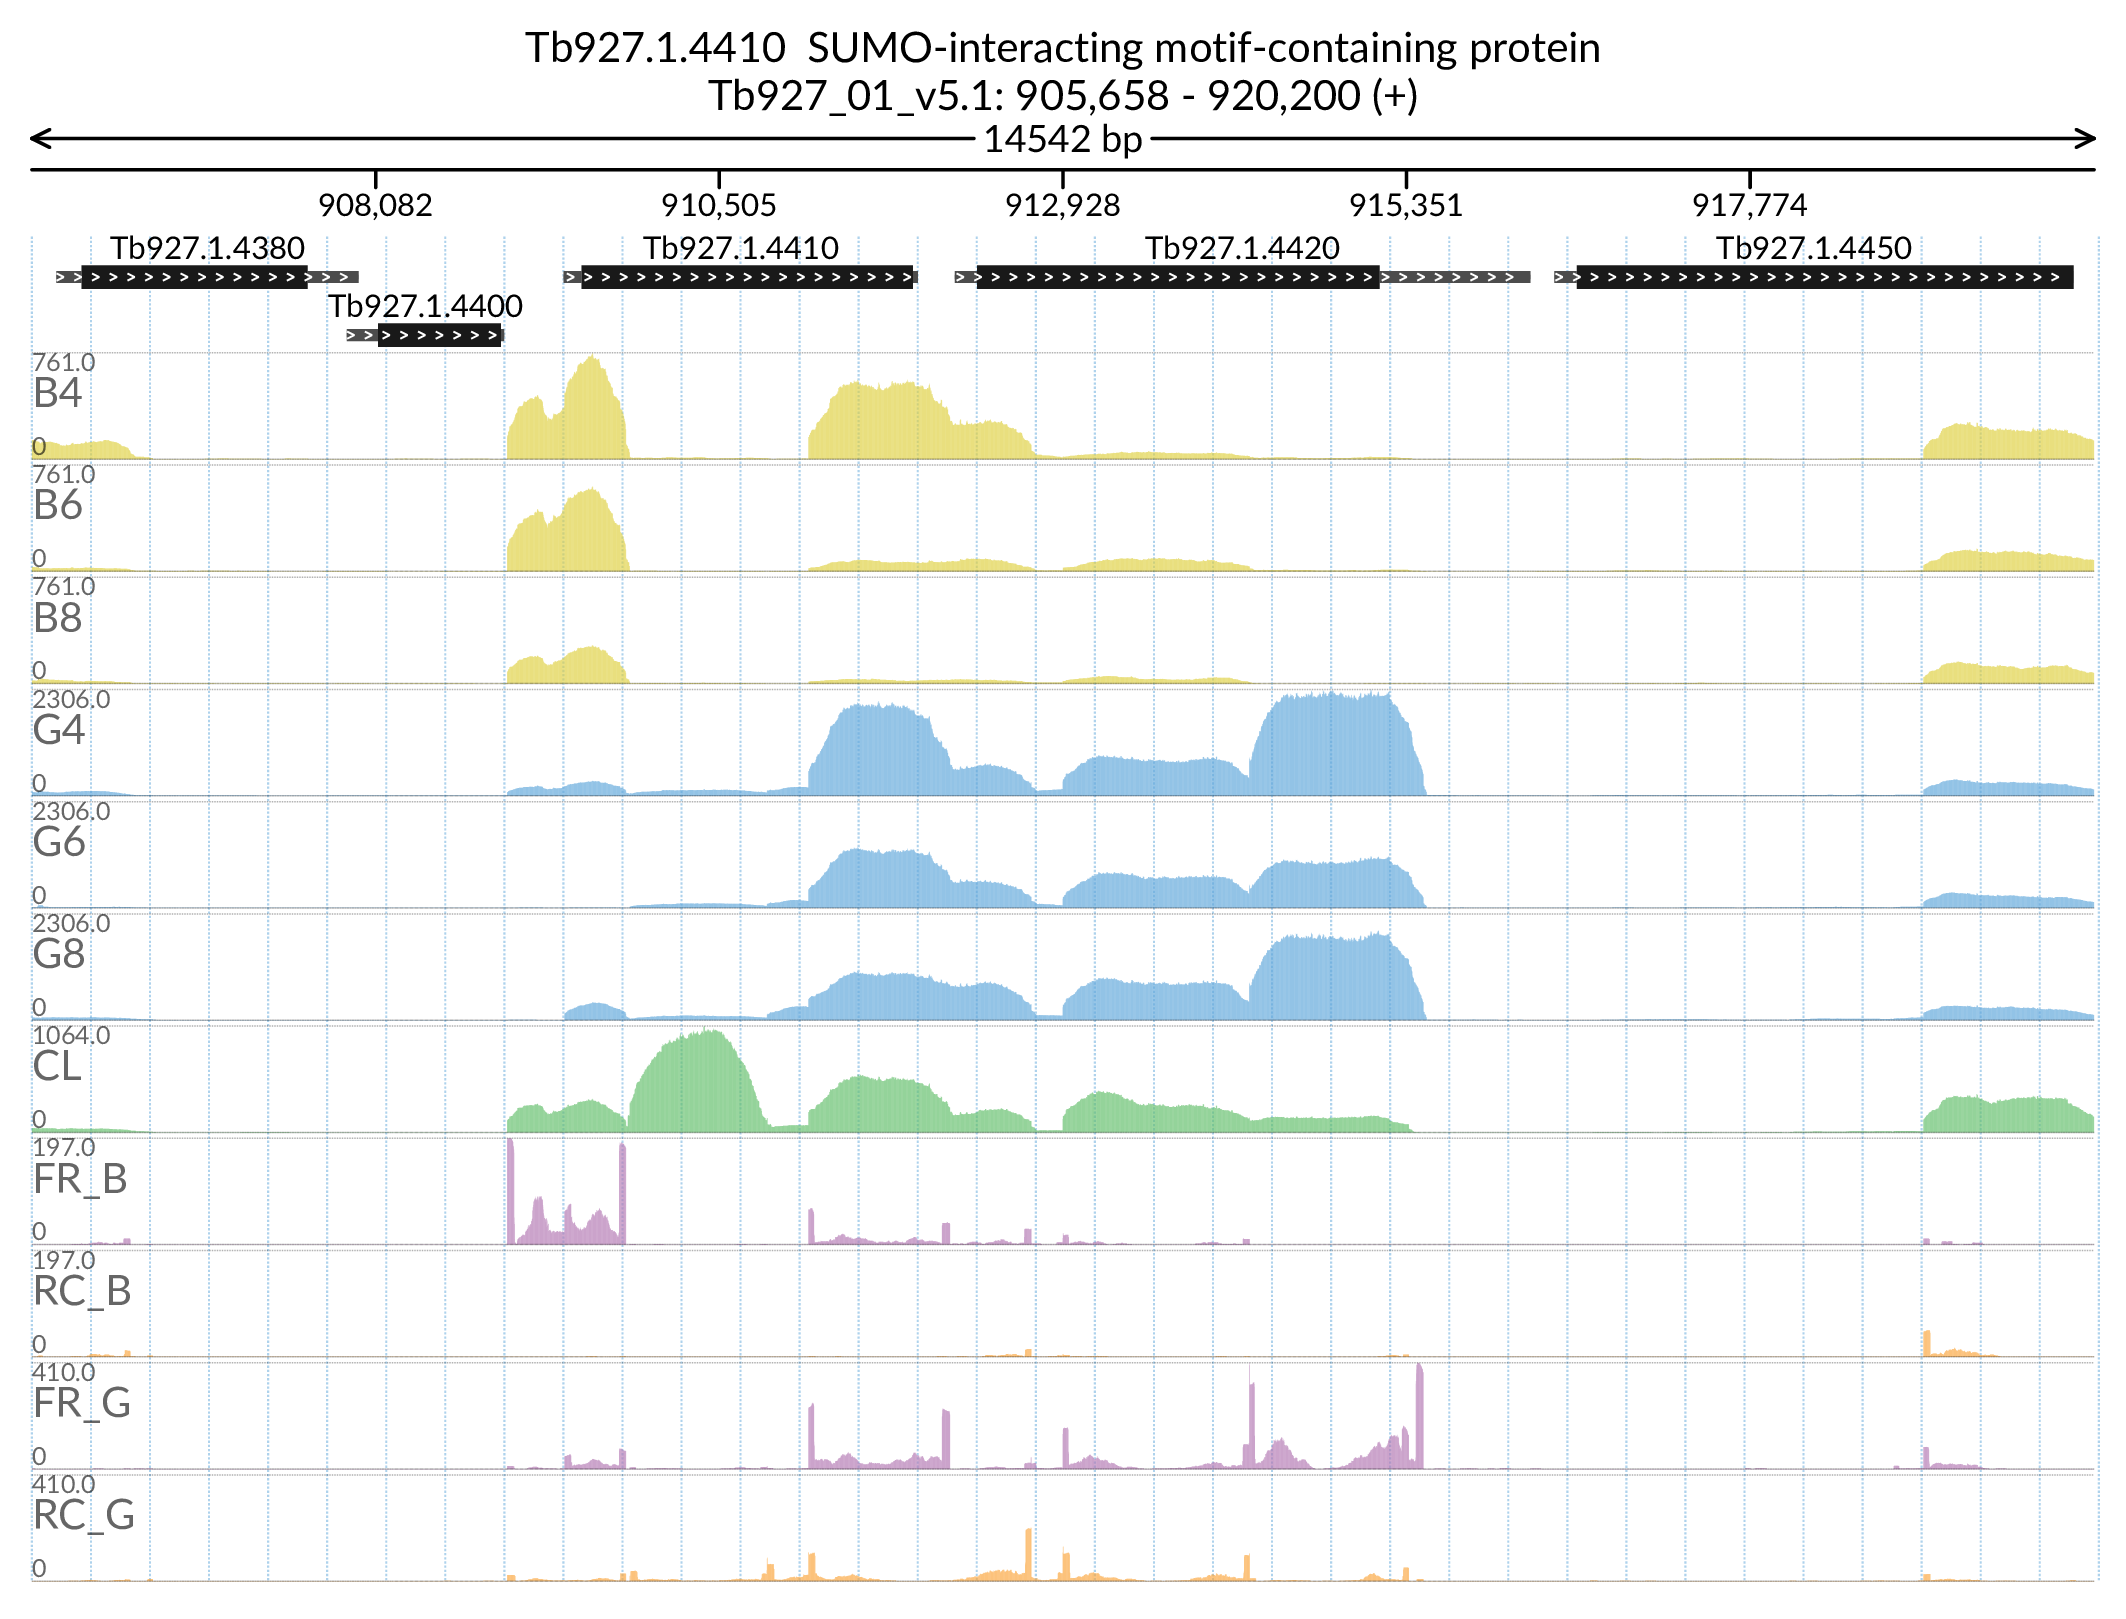 Tb927.1.4410 SUMO-interacting motif-containing protein
Tb927_01_v5.1: 905,658 - 920,200 (+)
14542 bp
908,082 910,505 912,928 915,351 917,774
Tb927.1.4380 Tb927.1.4410 Tb927.1.4420 Tb927.1.4450
Tb927.1.4400
761.0
B4
0
761.0
B6
0
761.0
B8
0
2306.0
G4
0
2306.0
G6
0
2306.0
G8
0
1064.0
CL
0
197.0
FR_B
0
197.0
RC_B
0
410.0
FR_G
0
410.0
RC_G
0